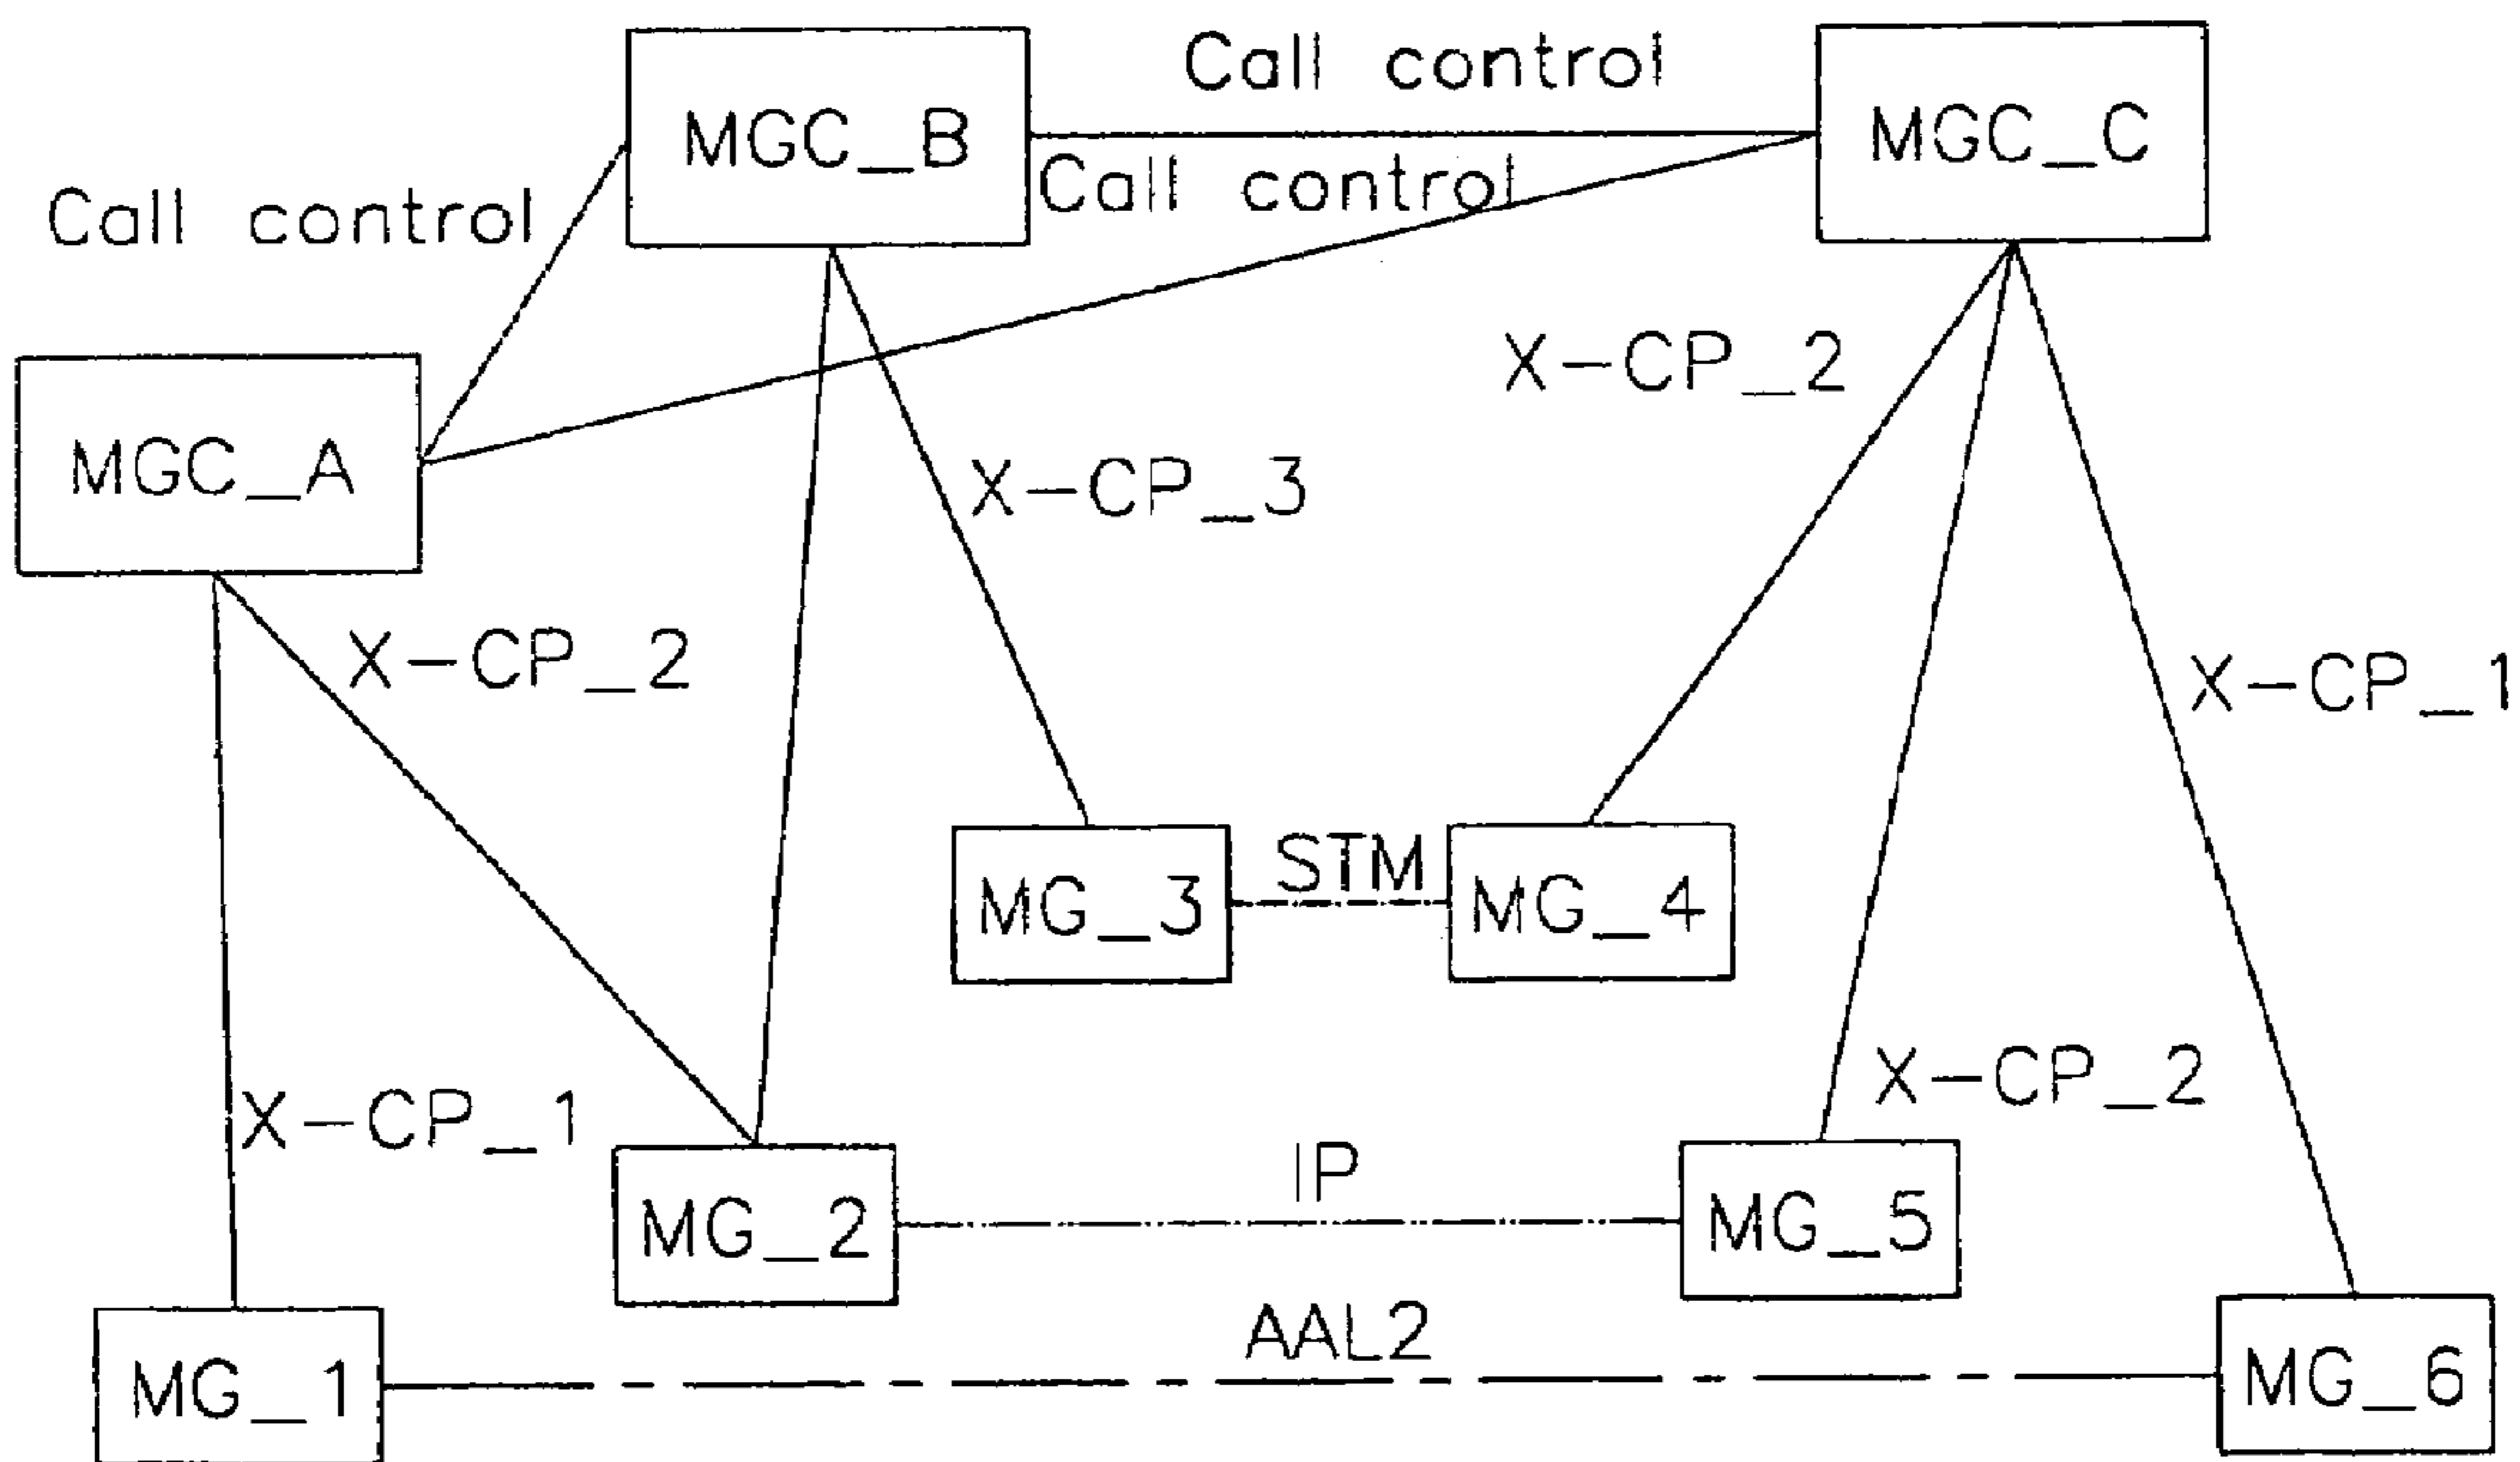 Call control
MGC_B
MGC_C
Call control
Call control
MGC_A
X-CP_2
X-CP_3
X-CP_2
X-CP_1
MG_3
STM
MG_4
X-CP_2
X-CP_1
MG_2
IP
MG_5
AAL2
MG_1
MG_6